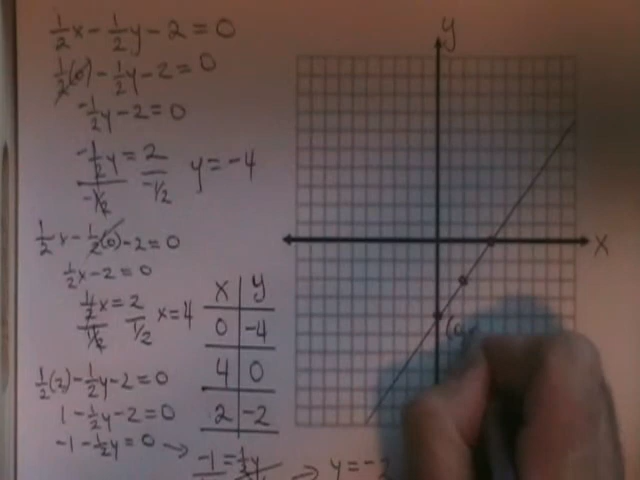 ½x - ½y - 2 = 0
½(0) - ½y - 2 = 0
-½y - 2 = 0
-½y = 2 y = -4
-½ -½
½x - ½(0) - 2 = 0
½x - 2 = 0
½x = 2 x = 4
½ ½
½(2) - ½y - 2 = 0
1 - ½y - 2 = 0
-1 - ½y = 0 →
x y
0 -4
4 0
2 -2
-1 = ½y → y = -2
y
x
(0,